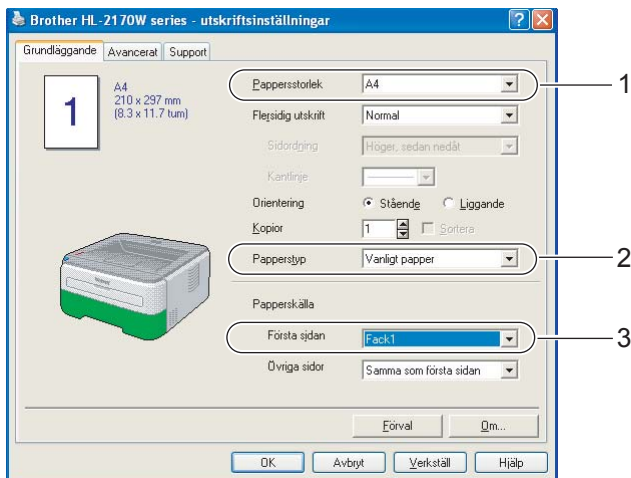 Brother HL-2170W series - utskriftsinställningar
Grundläggande Avancerat Support
1
A4
210 x 297 mm
(8.3 x 11.7 tum)
Pappersstorlek A4 1
Flersidig utskrift Normal
Sidordning Höger, sedan nedåt
Kantlinje
Orientering Stående Liggande
Kopior 1 Sortera
Papperstyp Vanligt papper 2
Papperskälla
Första sidan Fack1 3
Övriga sidor Samma som första sidan
Förval Om...
OK Avbryt Verkställ Hjälp